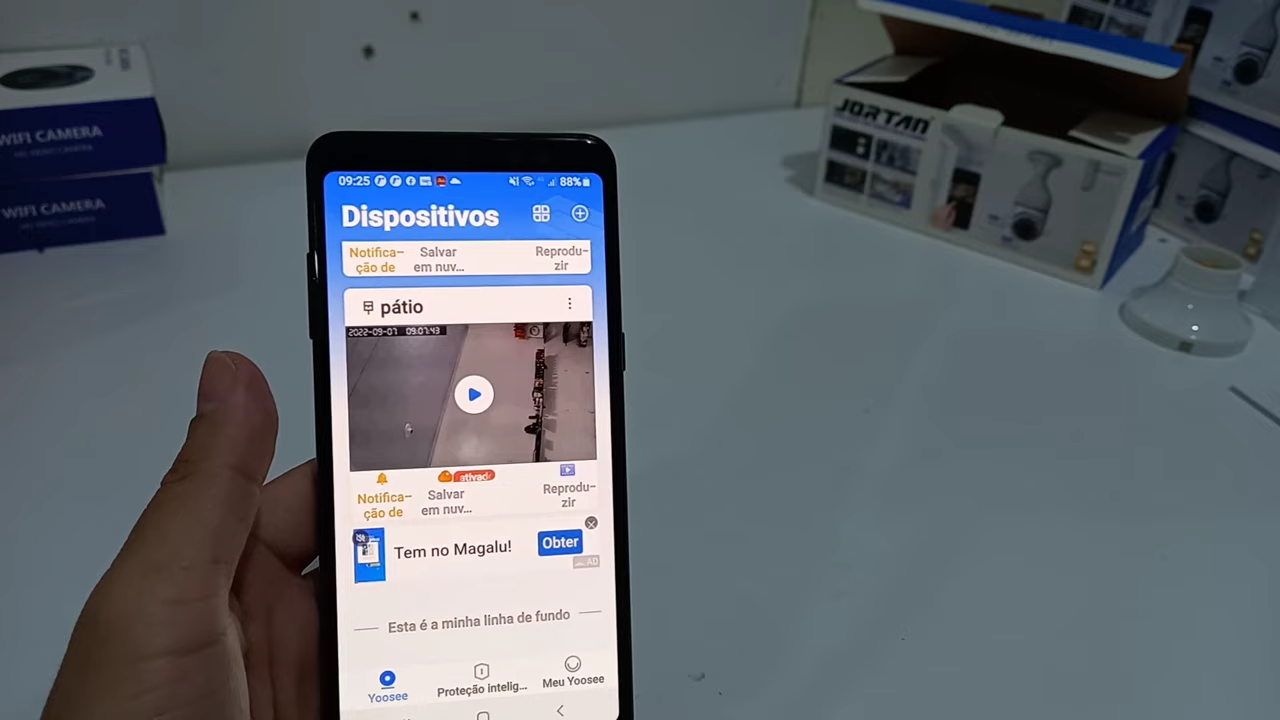 WIFI CAMERA
WIFI CAMERA
JORTAN
09:25
88%
Dispositivos
Notifica-
ção de
Salvar
em nuv...
Reprodu-
zir
pátio
2022-09-07 09:07:43
ativad
Notifica-
ção de
Salvar
em nuv...
Reprodu-
zir
Tem no Magalu!
Obter
AD
Esta é a minha linha de fundo
Yoosee
Proteção intelig...
Meu Yoosee